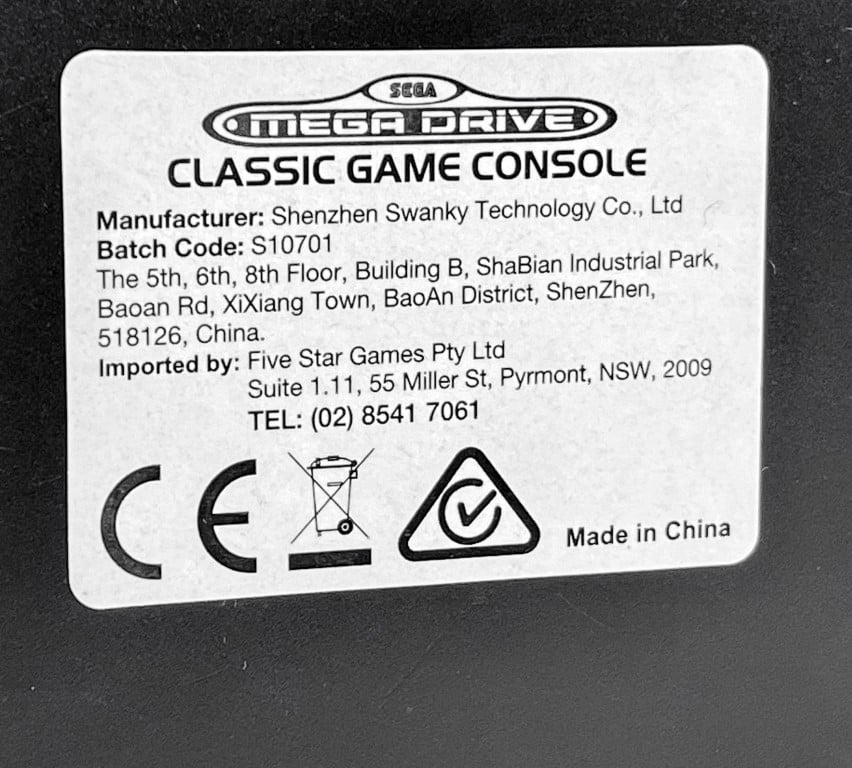 SEGA
MEGA DRIVE
CLASSIC GAME CONSOLE
Manufacturer: Shenzhen Swanky Technology Co., Ltd
Batch Code: S10701
The 5th, 6th, 8th Floor, Building B, ShaBian Industrial Park,
Baoan Rd, XiXiang Town, BaoAn District, ShenZhen,
518126, China.
Imported by: Five Star Games Pty Ltd
Suite 1.11, 55 Miller St, Pyrmont, NSW, 2009
TEL: (02) 8541 7061
CE
Made in China